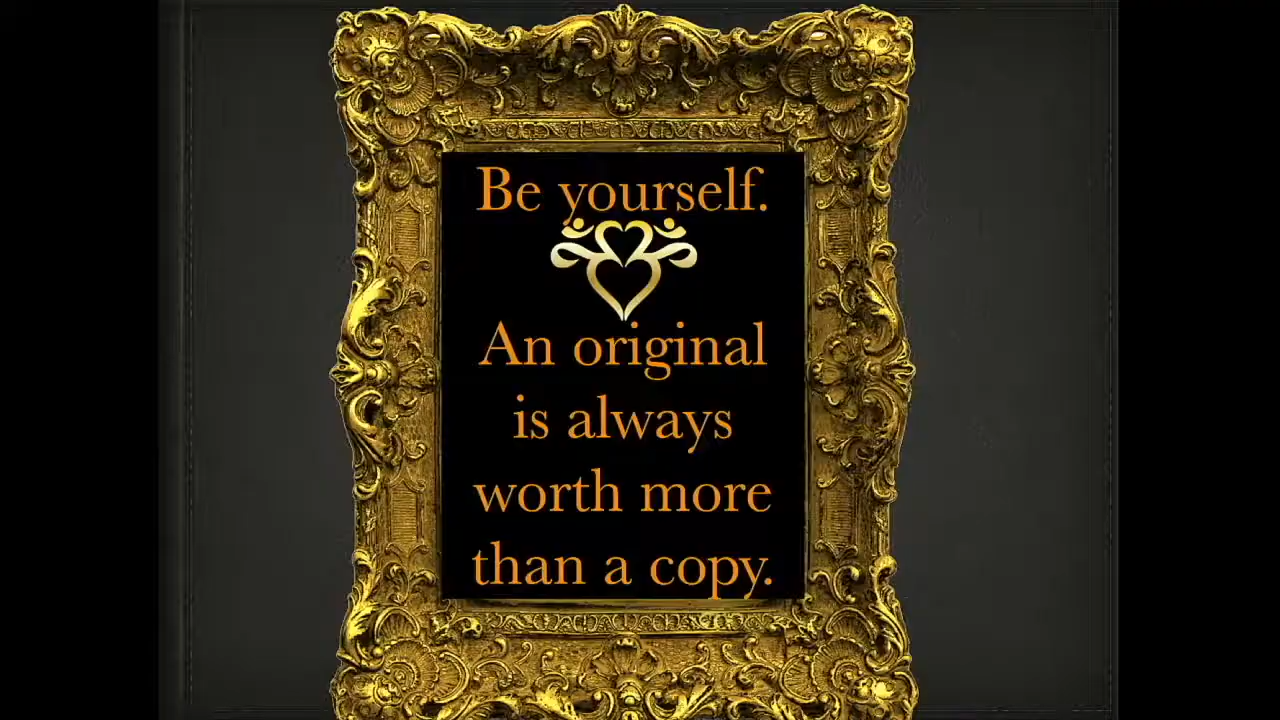 Be yourself.
An original
is always
worth more
than a copy.